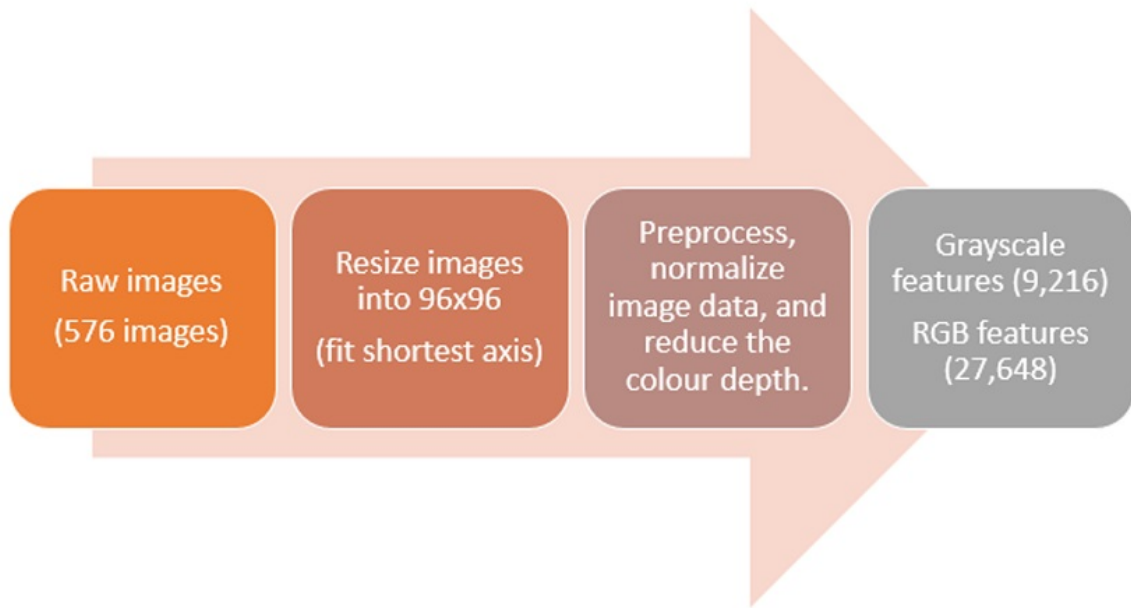 Raw images
(576 images)
Resize images
into 96x96
(fit shortest axis)
Preprocess,
normalize
image data, and
reduce the
colour depth.
Grayscale
features (9,216)
RGB features
(27,648)